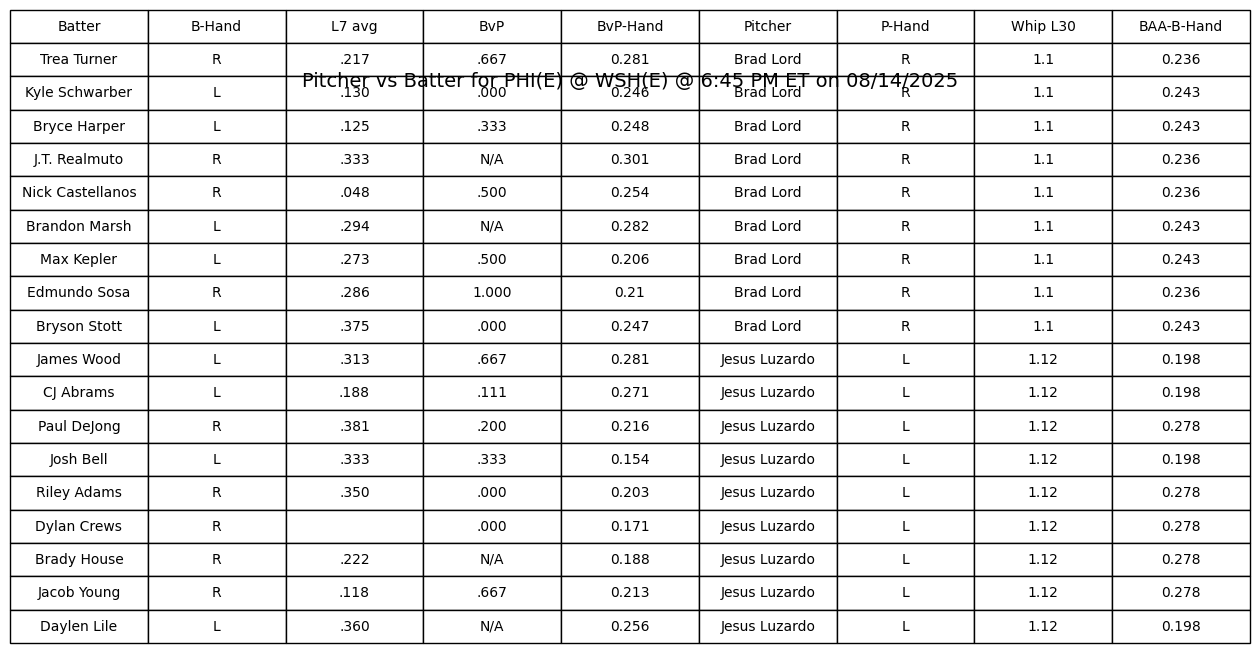 Batter B-Hand L7 avg BvP BvP-Hand Pitcher P-Hand Whip L30 BAA-B-Hand
Trea Turner R .217 .667 0.281 Brad Lord R 1.1 0.236
Pitcher vs Batter for PHI(E) @ WSH(E) @ 6:45 PM ET on 08/14/2025
Kyle Schwarber L .130 .000 0.246 Brad Lord R 1.1 0.243
Bryce Harper L .125 .333 0.248 Brad Lord R 1.1 0.243
J.T. Realmuto R .333 N/A 0.301 Brad Lord R 1.1 0.236
Nick Castellanos R .048 .500 0.254 Brad Lord R 1.1 0.236
Brandon Marsh L .294 N/A 0.282 Brad Lord R 1.1 0.243
Max Kepler L .273 .500 0.206 Brad Lord R 1.1 0.243
Edmundo Sosa R .286 1.000 0.21 Brad Lord R 1.1 0.236
Bryson Stott L .375 .000 0.247 Brad Lord R 1.1 0.243
James Wood L .313 .667 0.281 Jesus Luzardo L 1.12 0.198
CJ Abrams L .188 .111 0.271 Jesus Luzardo L 1.12 0.198
Paul DeJong R .381 .200 0.216 Jesus Luzardo L 1.12 0.278
Josh Bell L .333 .333 0.154 Jesus Luzardo L 1.12 0.198
Riley Adams R .350 .000 0.203 Jesus Luzardo L 1.12 0.278
Dylan Crews R .000 0.171 Jesus Luzardo L 1.12 0.278
Brady House R .222 N/A 0.188 Jesus Luzardo L 1.12 0.278
Jacob Young R .118 .667 0.213 Jesus Luzardo L 1.12 0.278
Daylen Lile L .360 N/A 0.256 Jesus Luzardo L 1.12 0.198